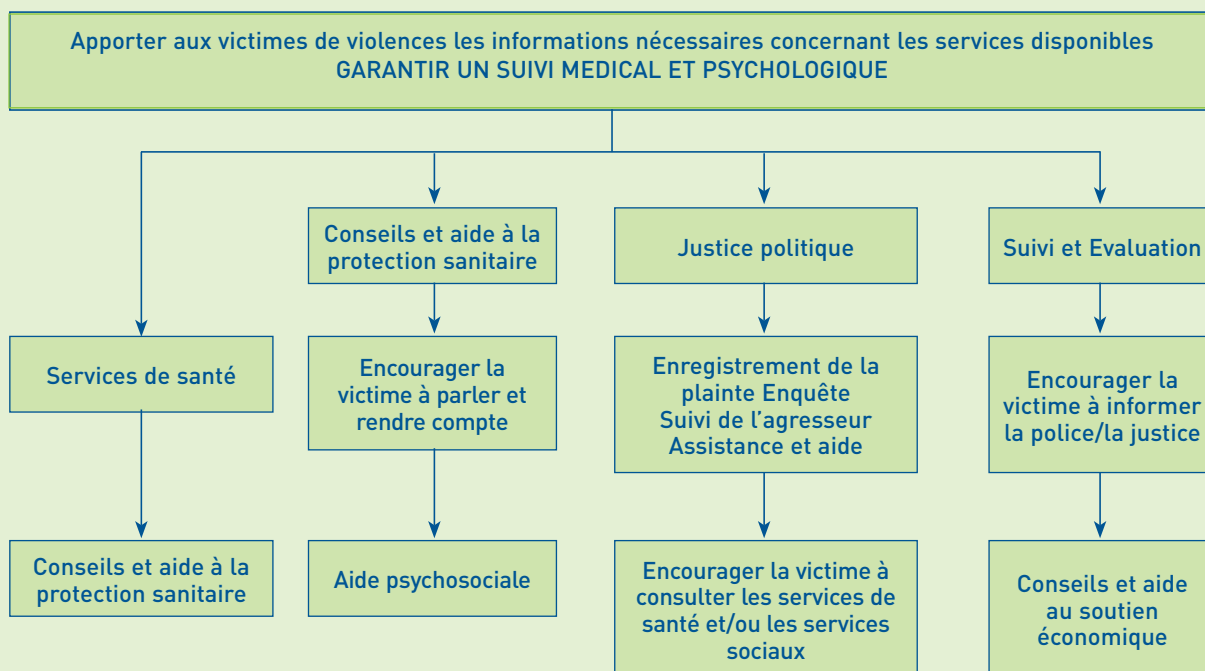 Apporter aux victimes de violences les informations nécessaires concernant les services disponibles
GARANTIR UN SUIVI MEDICAL ET PSYCHOLOGIQUE
Conseils et aide à la
protection sanitaire
Justice politique
Suivi et Evaluation
Services de santé
Encourager la
victime à parler et
rendre compte
Enregistrement de la
plainte Enquête
Suivi de l’agresseur
Assistance et aide
Encourager la
victime à informer
la police/la justice
Conseils et aide à la
protection sanitaire
Aide psychosociale
Encourager la victime à
consulter les services de
santé et/ou les services
sociaux
Conseils et aide
au soutien
économique